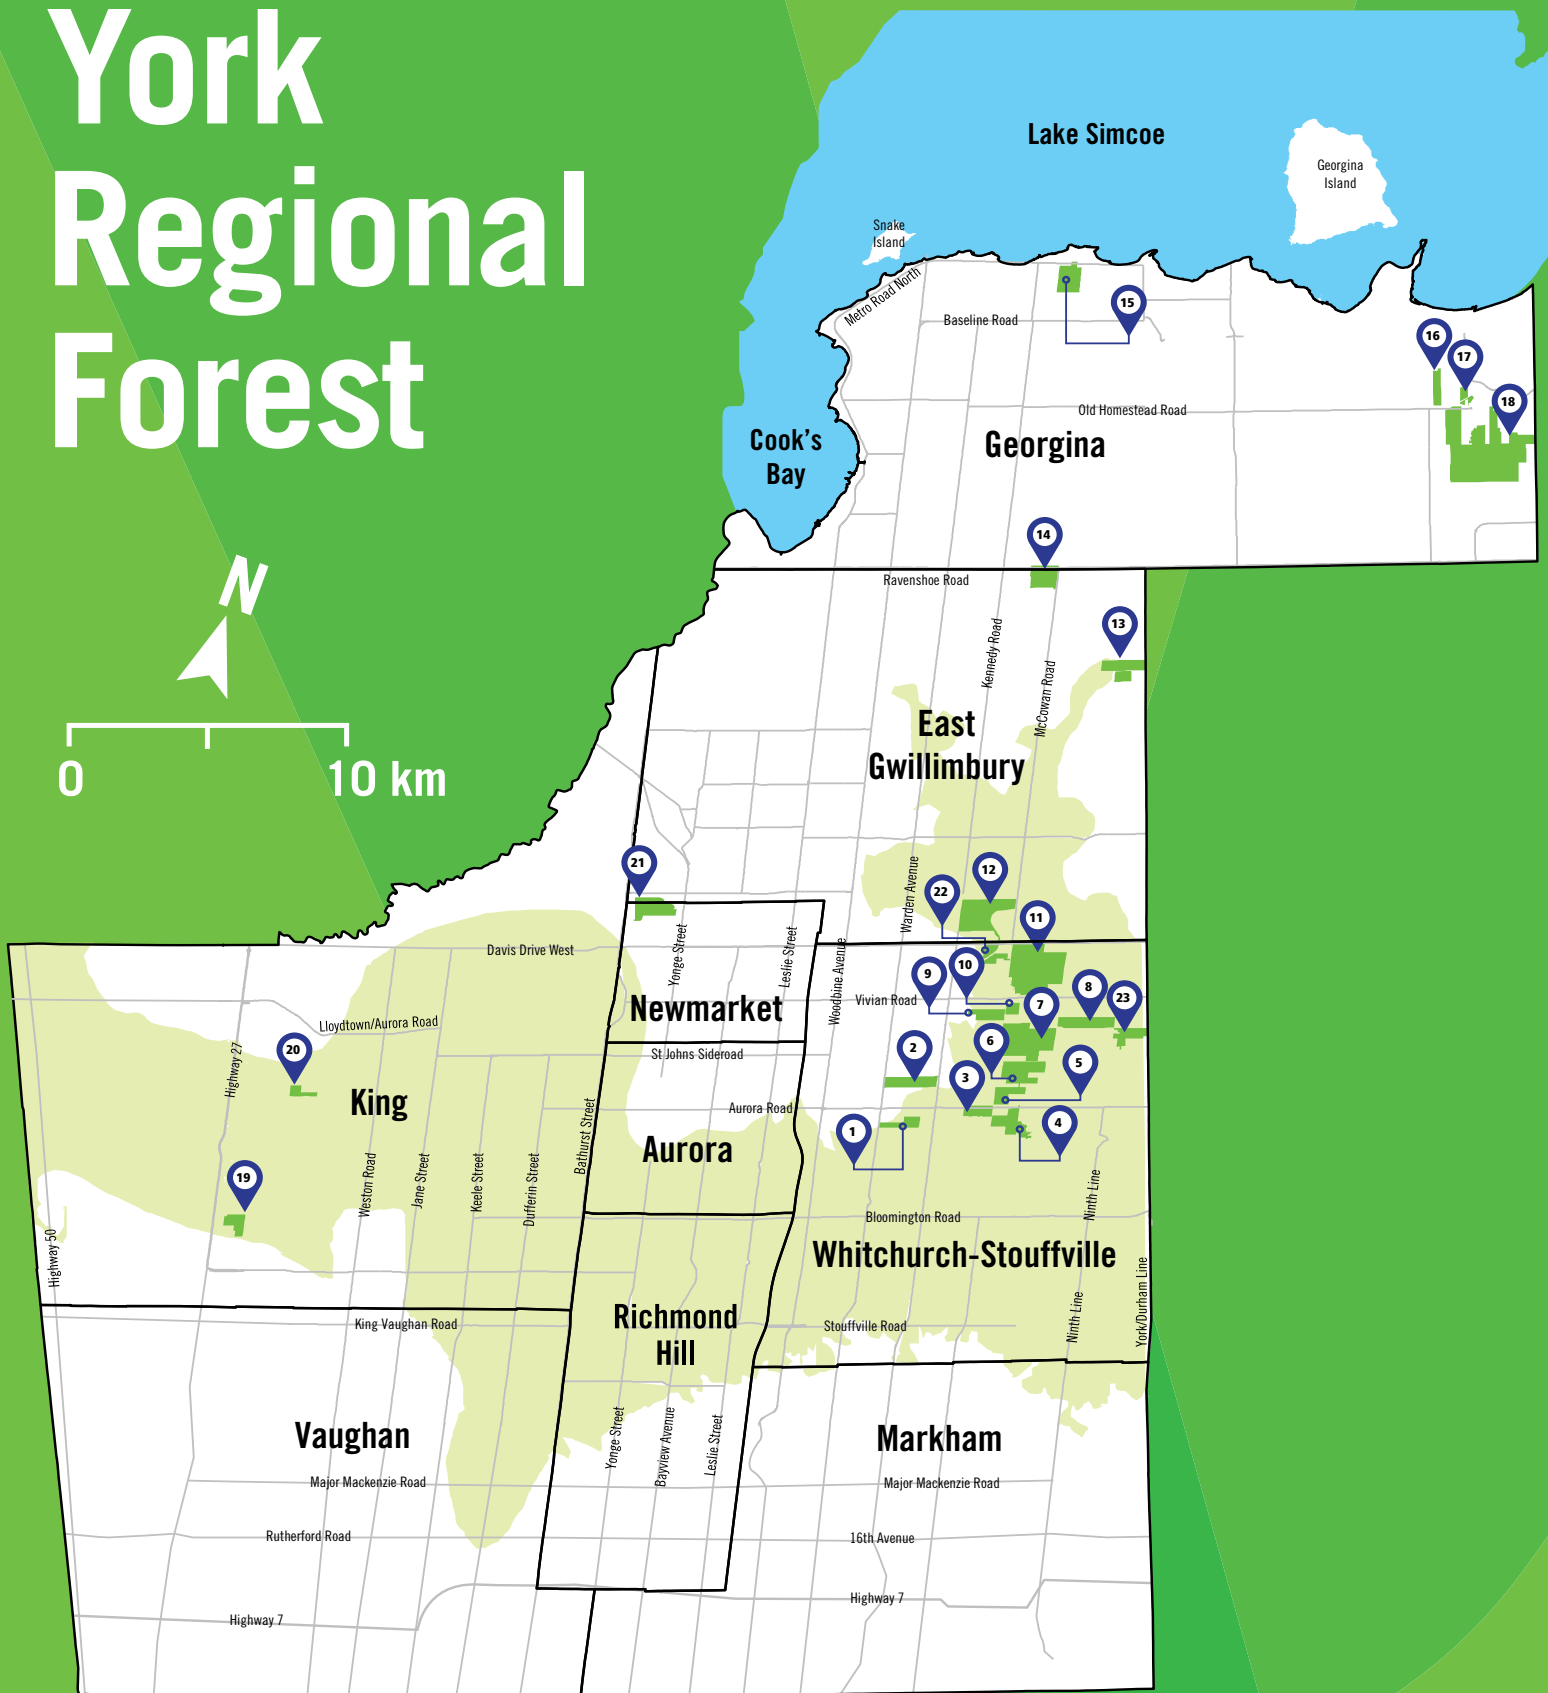 York
Regional
Forest
N
0
10 km
Lake Simcoe
Georgina
Island
Snake
Island
Metro Road North
Baseline Road
15
16
17
18
Old Homestead Road
Cook's
Bay
Georgina
14
Ravenshoe Road
13
Kennedy Road
McCowan Road
East
Gwillimbury
21
12
22
Warden Avenue
11
Davis Drive West
Yonge Street
Leslie Street
Woodbine Avenue
9
10
8
23
7
Vivian Road
Newmarket
Lloydtown/Aurora Road
20
Highway 27
St Johns Sideroad
2
6
5
3
King
Aurora Road
Bathurst Street
1
4
Aurora
19
Weston Road
Jane Street
Keele Street
Dufferin Street
Ninth Line
Bloomington Road
Highway 50
Whitchurch-Stouffville
York/Durham Line
Richmond
Hill
Ninth Line
King Vaughan Road
Stouffville Road
Vaughan
Yonge Street
Bayview Avenue
Leslie Street
Markham
Major Mackenzie Road
Major Mackenzie Road
Rutherford Road
16th Avenue
Highway 7
Highway 7